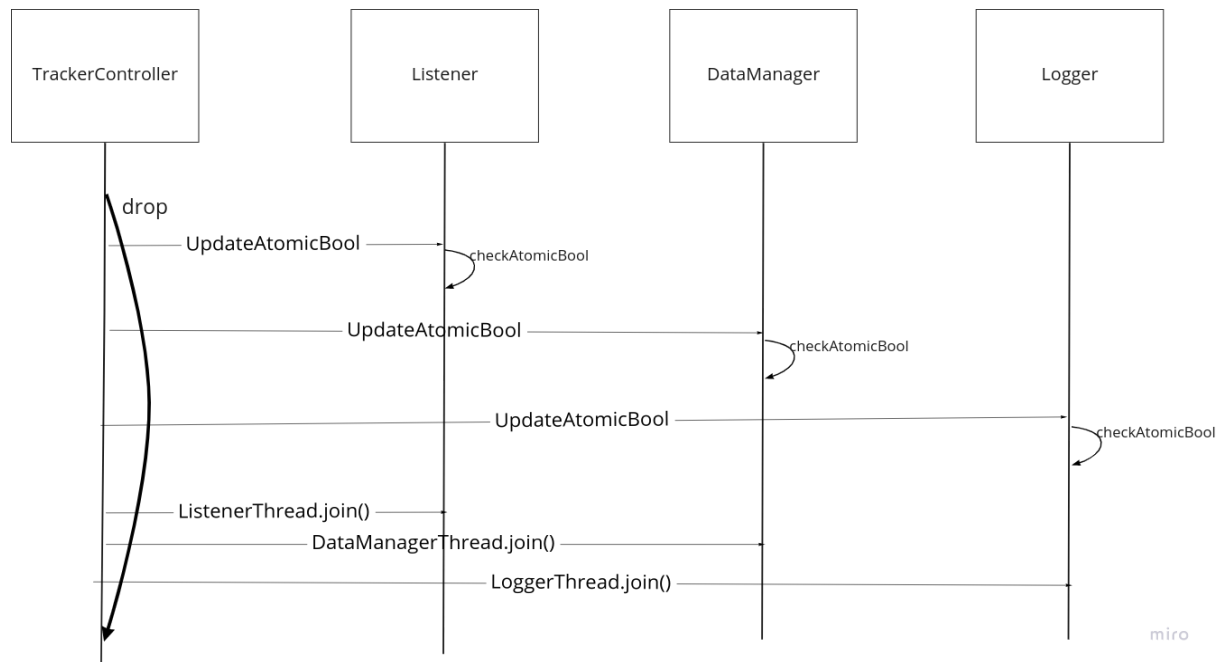 TrackerController
Listener
DataManager
Logger
drop
UpdateAtomicBool
checkAtomicBool
UpdateAtomicBool
checkAtomicBool
UpdateAtomicBool
checkAtomicBool
ListenerThread.join()
DataManagerThread.join()
LoggerThread.join()
miro